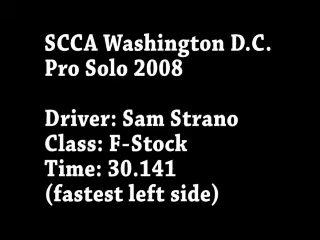 SCCA Washington D.C.
Pro Solo 2008
Driver: Sam Strano
Class: F-Stock
Time: 30.141
(fastest left side)